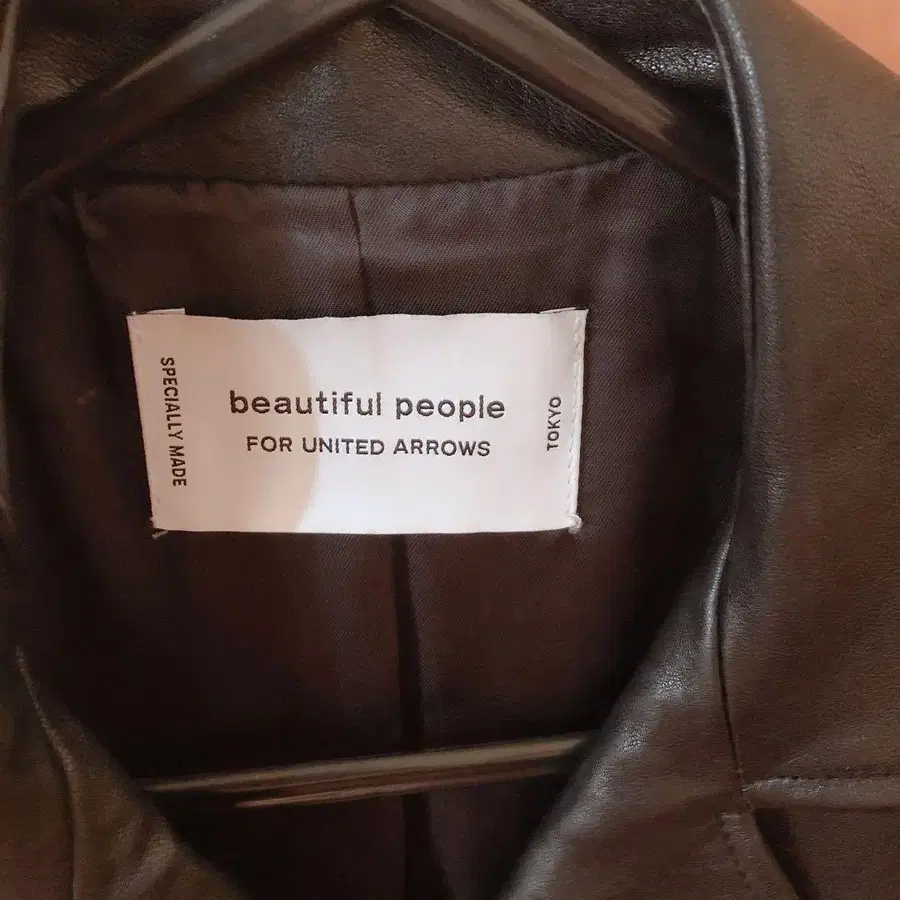 SPECIALLY MADE
beautiful people
FOR UNITED ARROWS
TOKYO